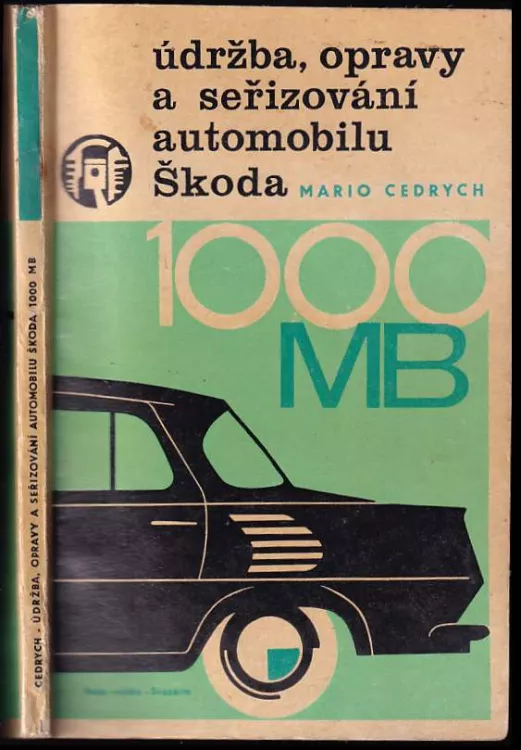 údržba, opravy
a seřizování
automobilu
Škoda MARIO CEDRYCH
1000
MB
CEDRYCH - ÚDRŽBA, OPRAVY A SEŘIZOVÁNÍ AUTOMOBILU ŠKODA 1000 MB